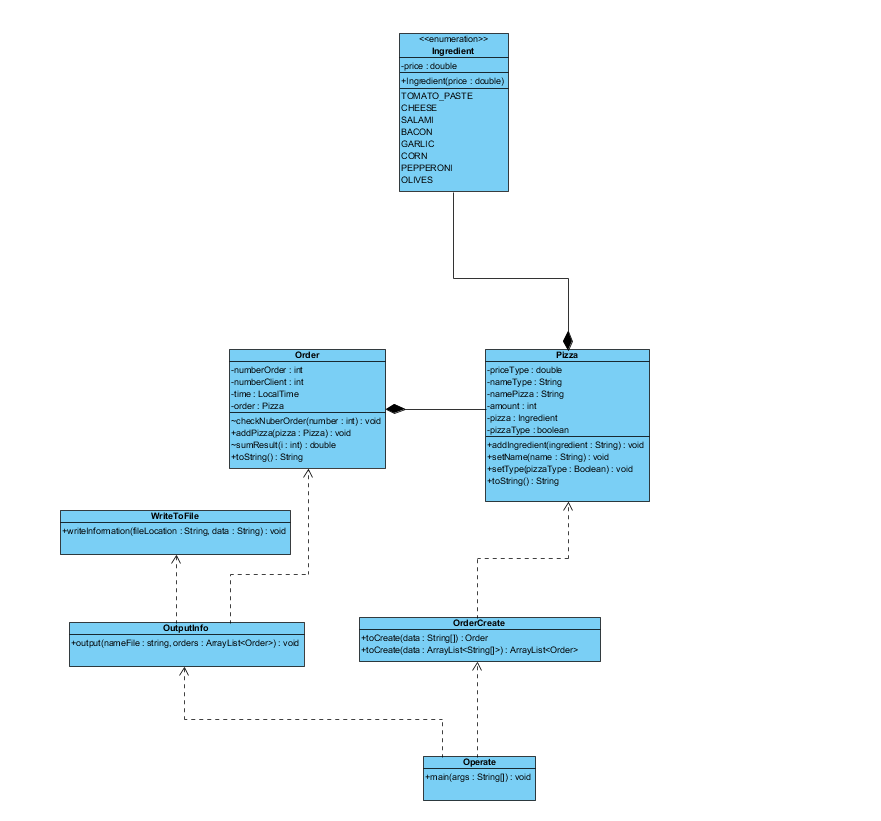 <<enumeration>>
Ingredient
-price : double
+Ingredient(price : double)
TOMATO_PASTE
CHEESE
SALAMI
BACON
GARLIC
CORN
PEPPERONI
OLIVES
Order
-numberOrder : int
-numberClient : int
-time : LocalTime
-order : Pizza
~checkNuberOrder(number : int) : void
+addPizza(pizza : Pizza) : void
~sumResult(i : int) : double
+toString() : String
Pizza
-priceType : double
-nameType : String
-namePizza : String
-amount : int
-pizza : Ingredient
-pizzaType : boolean
+addIngredient(ingredient : String) : void
+setName(name : String) : void
+setType(pizzaType : Boolean) : void
+toString() : String
WriteToFile
+writeInformation(fileLocation : String, data : String) : void
OutputInfo
+output(nameFile : string, orders : ArrayList<Order>) : void
OrderCreate
+toCreate(data : String[]) : Order
+toCreate(data : ArrayList<String[]>) : ArrayList<Order>
Operate
+main(args : String[]) : void